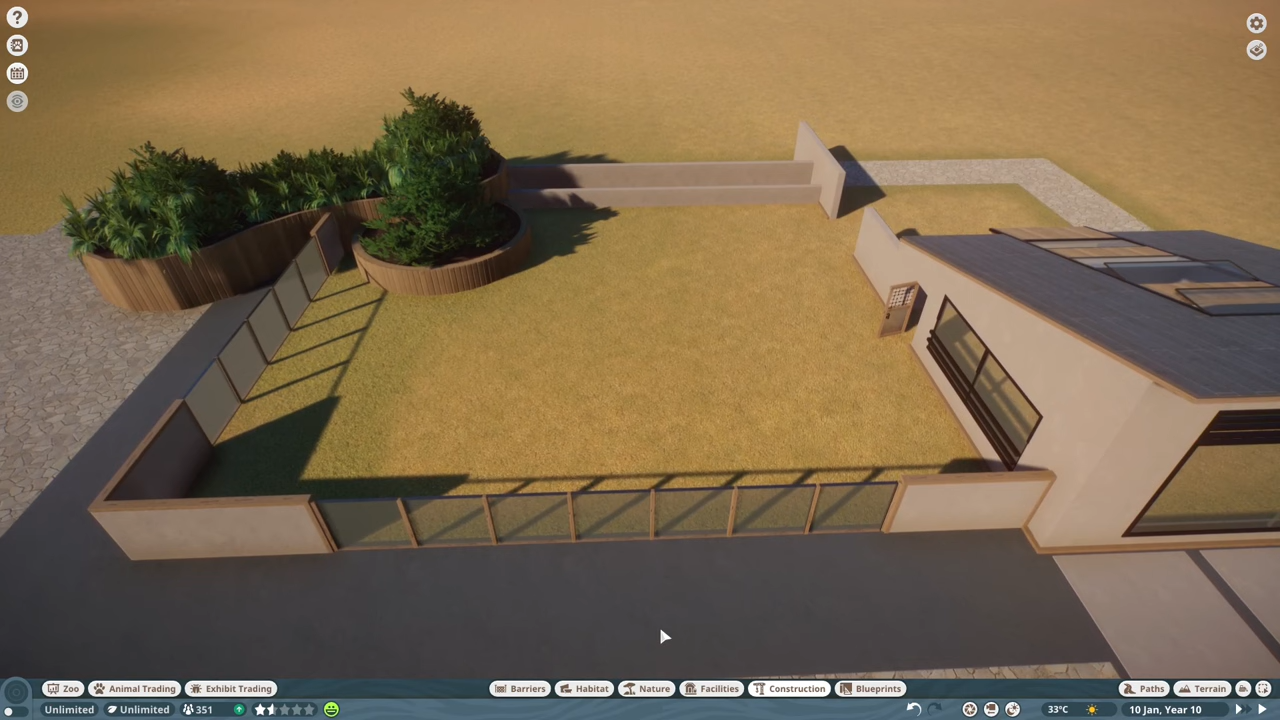 ?
Zoo Animal Trading Exhibit Trading Barriers Habitat Nature Facilities Construction Blueprints Paths Terrain
Unlimited Unlimited 351 33°C 10 Jan, Year 10